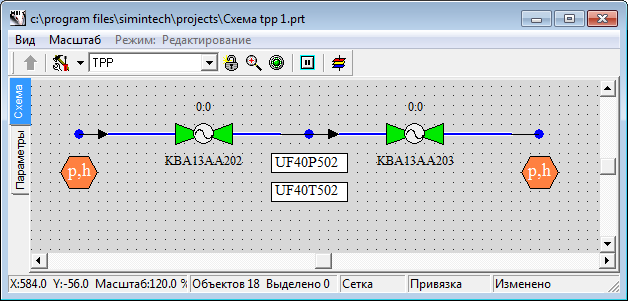 c:\program files\simintech\projects\Схема tpp 1.prt
Вид Масштаб Режим: Редактирование
TPP
Схема
Параметры
0:0 0:0
KBA13AA202 UF40P502 KBA13AA203
p,h p,h
UF40T502
X:584.0 Y:-56.0 Масштаб:120.0 % Объектов 18 Выделено 0 Сетка Привязка Изменено